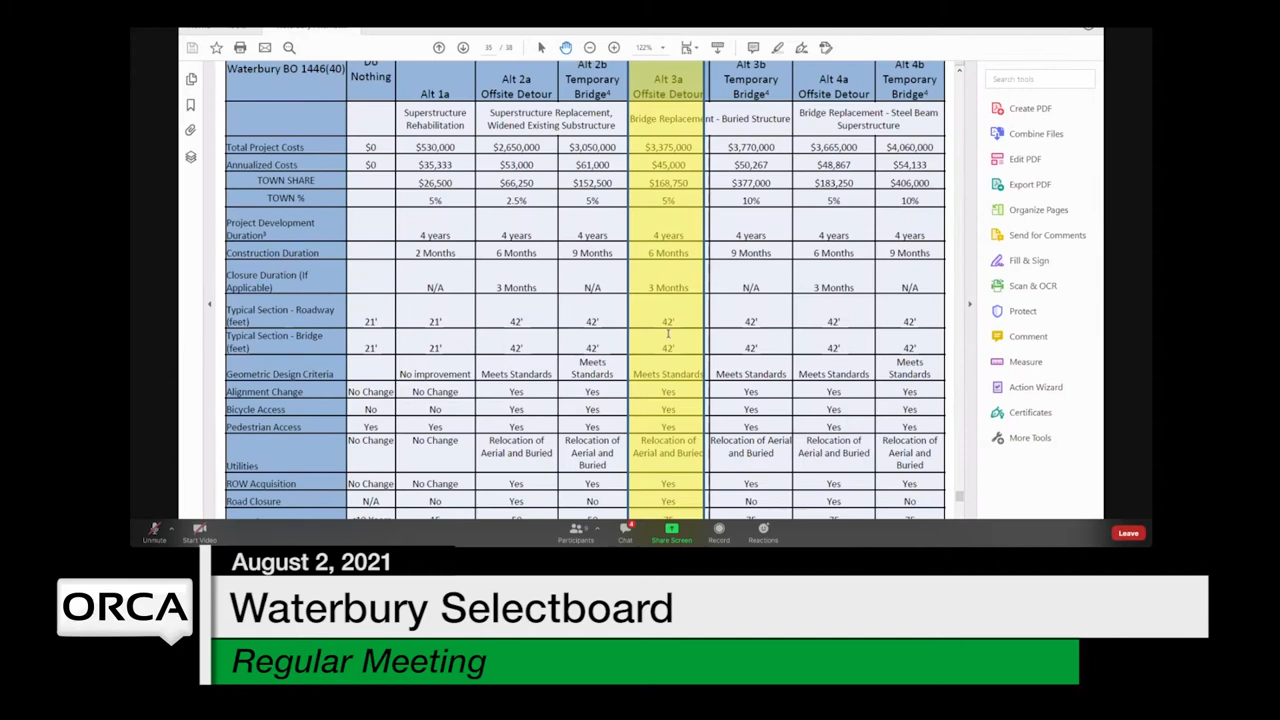 35 / 38
122%
Search tools
Waterbury BO 1446(40)
Do Nothing
Alt 1a
Alt 2a Offsite Detour
Alt 2b Temporary Bridge⁴
Alt 3a Offsite Detour
Alt 3b Temporary Bridge⁴
Alt 4a Offsite Detour
Alt 4b Temporary Bridge⁴
Superstructure Rehabilitation
Superstructure Replacement, Widened Existing Substructure
Bridge Replacement - Buried Structure
Bridge Replacement - Steel Beam Superstructure
Total Project Costs $0 $530,000 $2,650,000 $3,050,000 $3,375,000 $3,770,000 $3,665,000 $4,060,000
Annualized Costs $0 $35,333 $53,000 $61,000 $45,000 $50,267 $48,867 $54,133
TOWN SHARE $26,500 $66,250 $152,500 $168,750 $377,000 $183,250 $406,000
TOWN % 5% 2.5% 5% 5% 10% 5% 10%
Project Development Duration³ 4 years 4 years 4 years 4 years 4 years 4 years 4 years
Construction Duration 2 Months 6 Months 9 Months 6 Months 9 Months 6 Months 9 Months
Closure Duration (If Applicable) N/A 3 Months N/A 3 Months N/A 3 Months N/A
Typical Section - Roadway (feet) 21' 21' 42' 42' 42' 42' 42' 42'
Typical Section - Bridge (feet) 21' 21' 42' 42' 42' 42' 42' 42'
Geometric Design Criteria No improvement Meets Standards Meets Standards Meets Standards Meets Standards Meets Standards Meets Standards
Alignment Change No Change No Change Yes Yes Yes Yes Yes Yes
Bicycle Access No No Yes Yes Yes Yes Yes Yes
Pedestrian Access Yes Yes Yes Yes Yes Yes Yes Yes
Utilities No Change No Change Relocation of Aerial and Buried Relocation of Aerial and Buried Relocation of Aerial and Buried Relocation of Aerial and Buried Relocation of Aerial and Buried Relocation of Aerial and Buried
ROW Acquisition No Change No Change Yes Yes Yes Yes Yes Yes
Road Closure N/A No Yes No Yes No Yes No
Create PDF
Combine Files
Edit PDF
Export PDF
Organize Pages
Send for Comments
Fill & Sign
Scan & OCR
Protect
Comment
Measure
Action Wizard
Certificates
More Tools
Unmute
Start Video
Participants
Chat
Share Screen
Record
Reactions
Leave
August 2, 2021
ORCA
Waterbury Selectboard
Regular Meeting